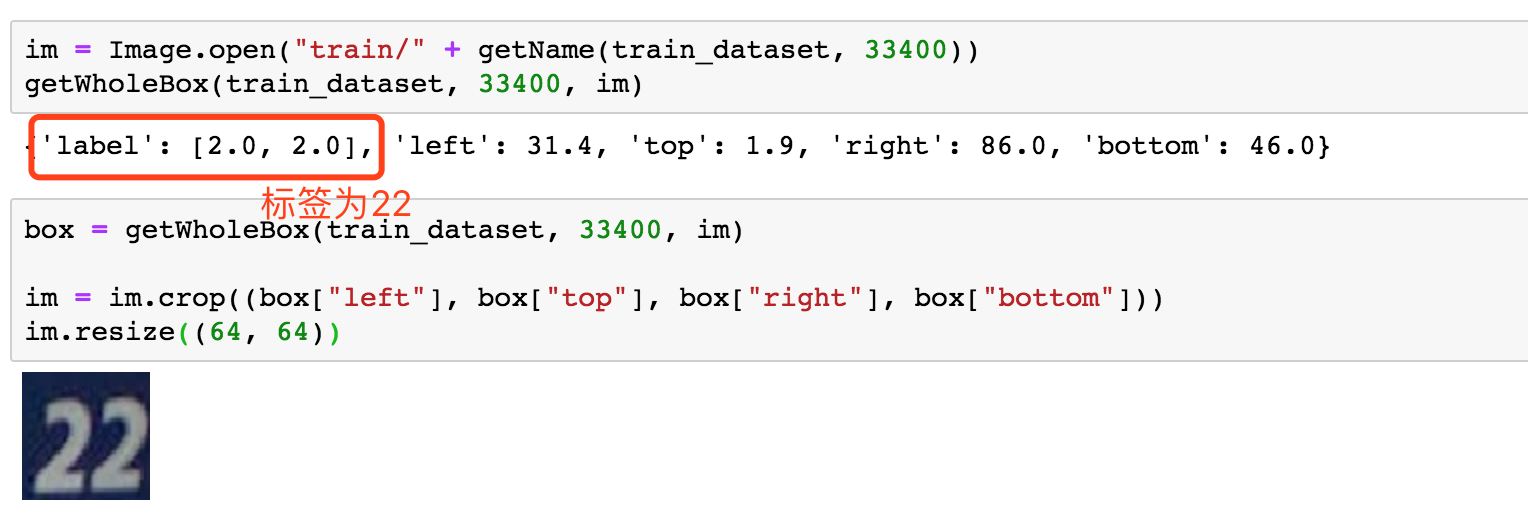 im = Image.open("train/" + getName(train_dataset, 33400))
getWholeBox(train_dataset, 33400, im)
{'label': [2.0, 2.0], 'left': 31.4, 'top': 1.9, 'right': 86.0, 'bottom': 46.0}
标签为22
box = getWholeBox(train_dataset, 33400, im)
im = im.crop((box["left"], box["top"], box["right"], box["bottom"]))
im.resize((64, 64))
22